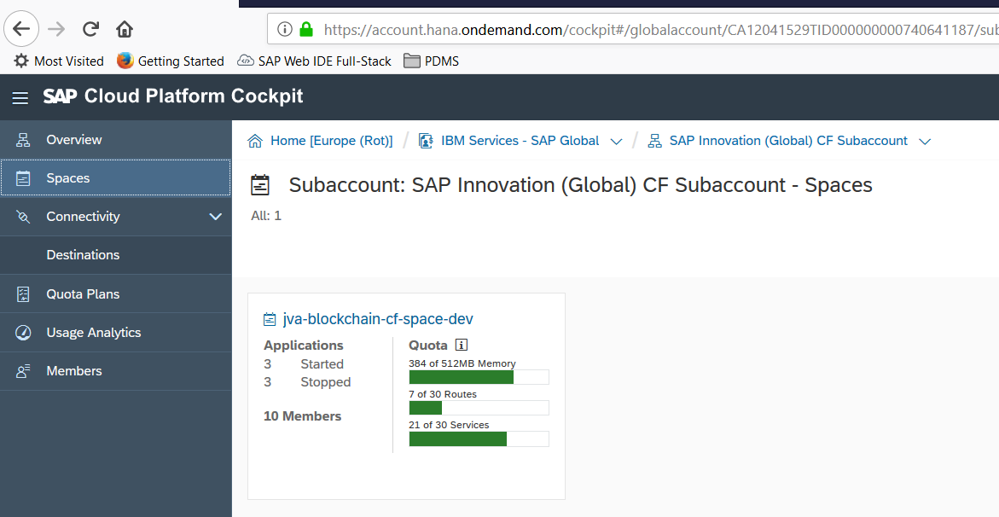 https://account.hana.ondemand.com/cockpit#/globalaccount/CA12041529TID000000000740641187/sub
Most Visited Getting Started SAP Web IDE Full-Stack PDMS
SAP Cloud Platform Cockpit
Overview
Spaces
Connectivity
Destinations
Quota Plans
Usage Analytics
Members
Home [Europe (Rot)] / IBM Services - SAP Global / SAP Innovation (Global) CF Subaccount
Subaccount: SAP Innovation (Global) CF Subaccount - Spaces
All: 1
jva-blockchain-cf-space-dev
Applications
3 Started
3 Stopped
10 Members
Quota
384 of 512MB Memory
7 of 30 Routes
21 of 30 Services